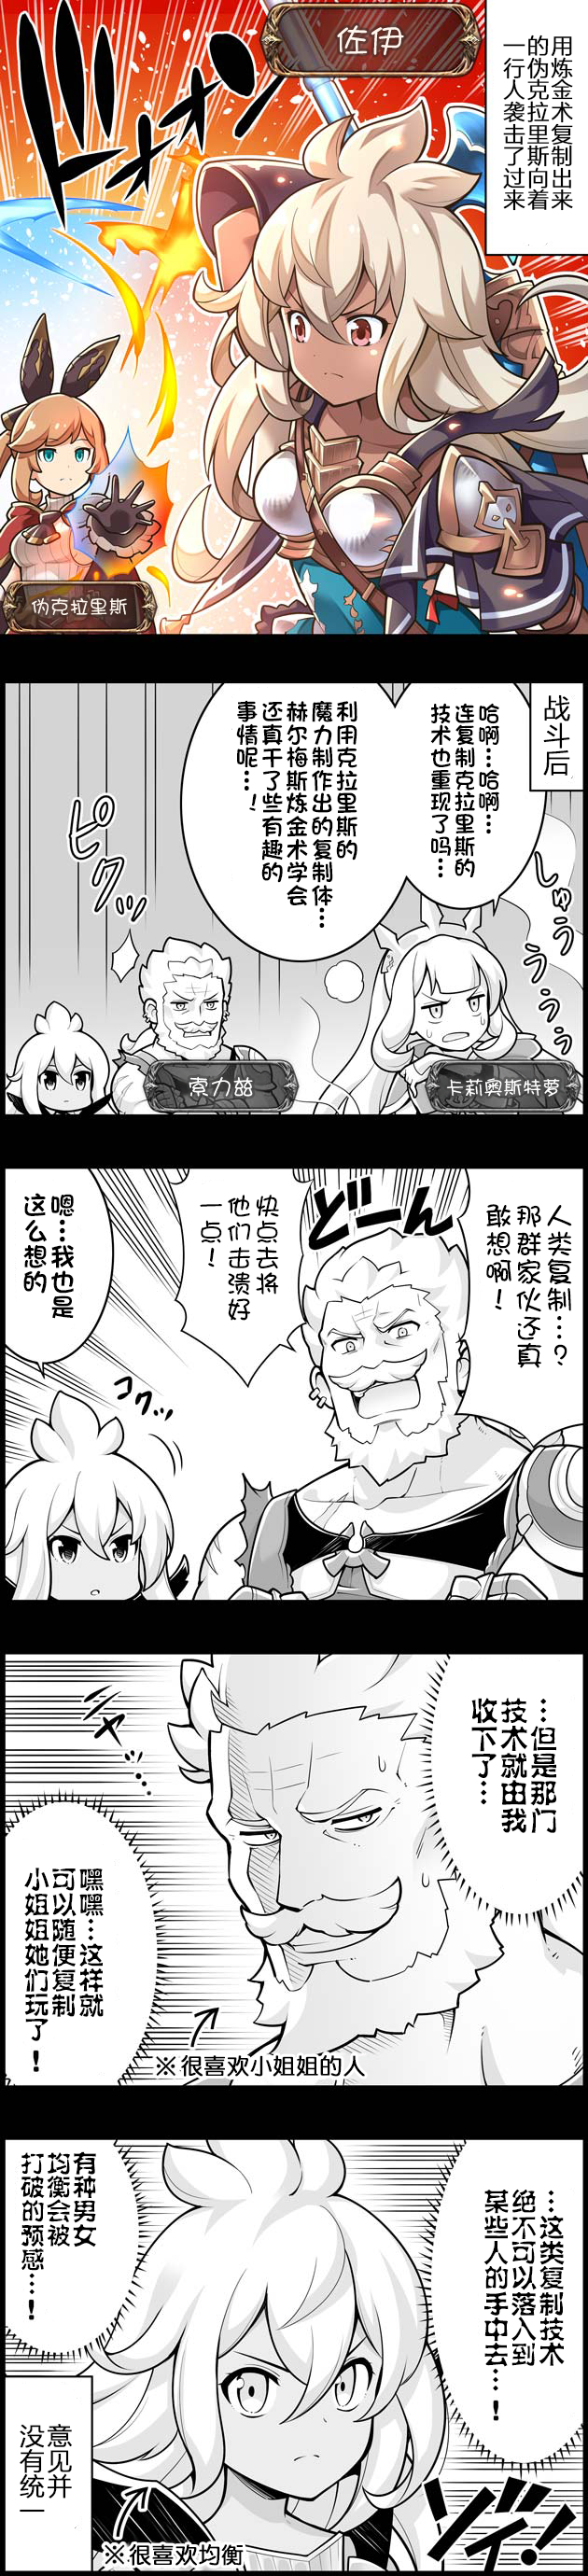 用炼金术复制出来
的伪克拉里斯向着
一行人袭击了过来
佐伊
ドォオン
伪克拉里斯
战斗后
哈啊…哈啊…
连复制克拉里斯的
技术也重现了吗…
利用克拉里斯的
魔力制作出的复制体…
赫尔梅斯炼金术学会
还真干了些有趣的
事情呢…！
しゅううぅぅ
ピクッ
卡莉奥斯特萝
索力兹
人类复制…？
那群家伙还真
敢想啊！
どーん
快点去将
他们击溃好
一点！
嗯…我也是
这么想的
コクッ
…但是那门
技术就由我
收下了…
ニヤ…
嘿嘿…这样就
可以随便复制
小姐姐她们玩了！
※很喜欢小姐姐的人
…这类复制技术
绝不可以落入到
某些人的手中去…！
有种男女
均衡会被
打破的预感…！
ゾイ！
※很喜欢均衡
意见并
没有统一